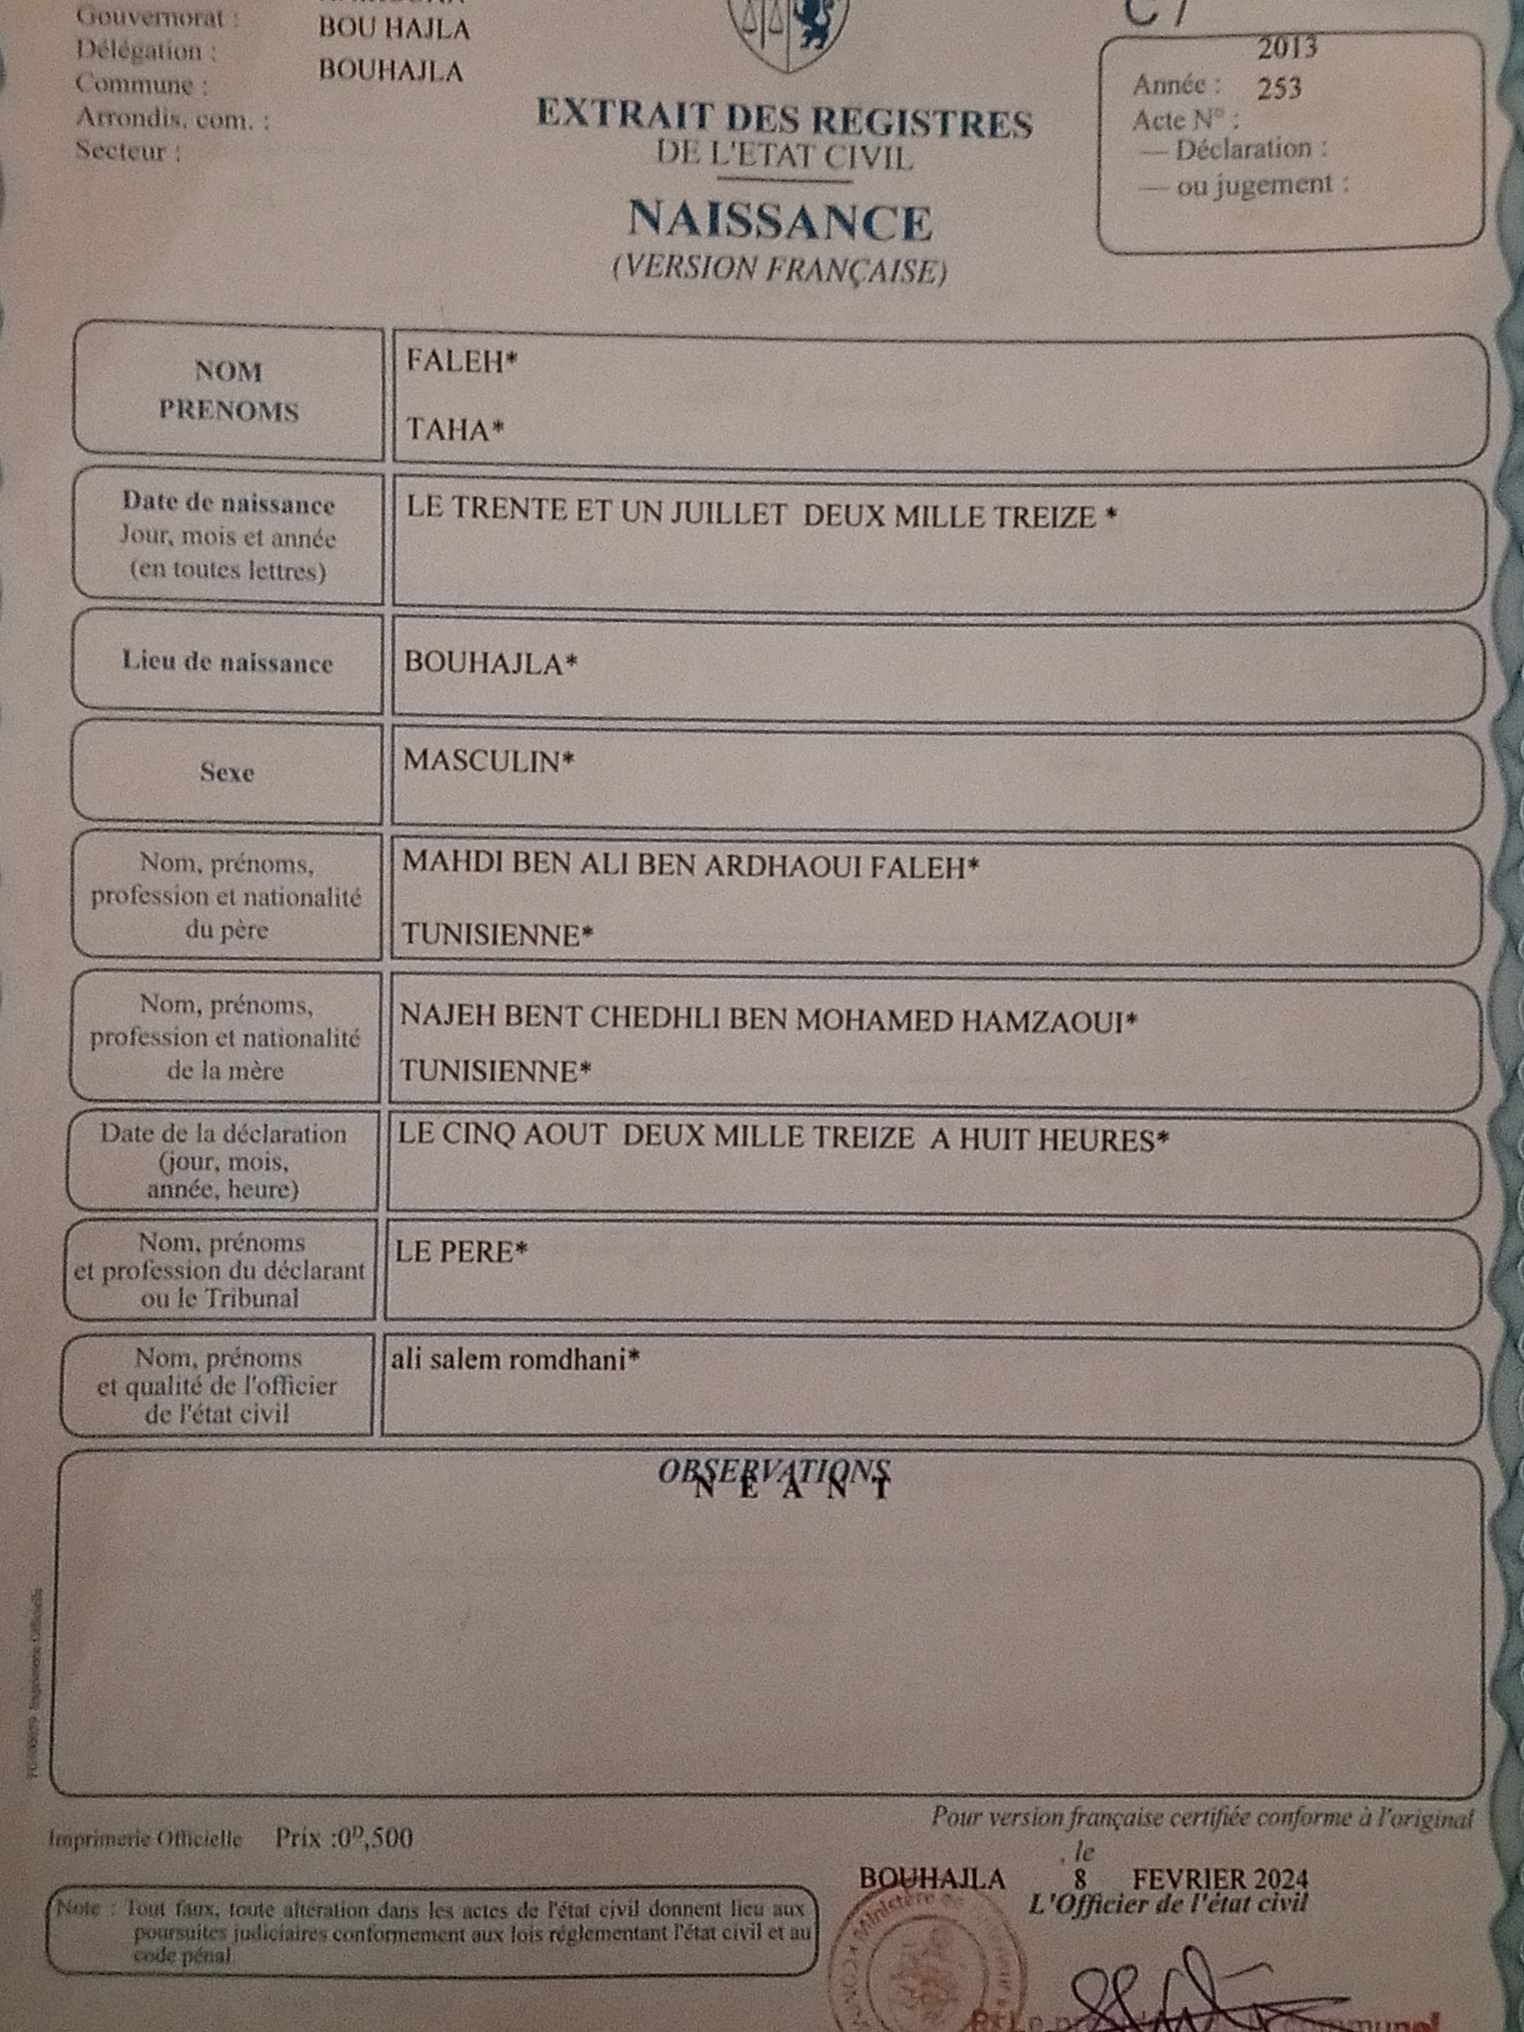 Gouvernorat :
BOU HAJLA
Délégation :
BOUHAJLA
Commune :
Arrondis. com. :
Secteur :
EXTRAIT DES REGISTRES
DE L'ETAT CIVIL
NAISSANCE
(VERSION FRANÇAISE)
2013
Année : 253
Acte N° :
— Déclaration :
— ou jugement :
NOM
PRENOMS
FALEH*
TAHA*
Date de naissance
Jour, mois et année
(en toutes lettres)
LE TRENTE ET UN JUILLET DEUX MILLE TREIZE *
Lieu de naissance
BOUHAJLA*
Sexe
MASCULIN*
Nom, prénoms,
profession et nationalité
du père
MAHDI BEN ALI BEN ARDHAOUI FALEH*
TUNISIENNE*
Nom, prénoms,
profession et nationalité
de la mère
NAJEH BENT CHEDHLI BEN MOHAMED HAMZAOUI*
TUNISIENNE*
Date de la déclaration
(jour, mois,
année, heure)
LE CINQ AOUT DEUX MILLE TREIZE A HUIT HEURES*
Nom, prénoms
et profession du déclarant
ou le Tribunal
LE PERE*
Nom, prénoms
et qualité de l'officier
de l'état civil
ali salem romdhani*
OBSERVATIONS
N E A N T
Imprimerie Officielle
Pour version française certifiée conforme à l'original
Imprimerie Officielle Prix :0ᴰ,500
, le
BOUHAJLA 8 FEVRIER 2024
L'Officier de l'état civil
Note : Tout faux, toute altération dans les actes de l'état civil donnent lieu aux
poursuites judiciaires conformement aux lois réglementant l'état civil et au
code pénal
Ministère de